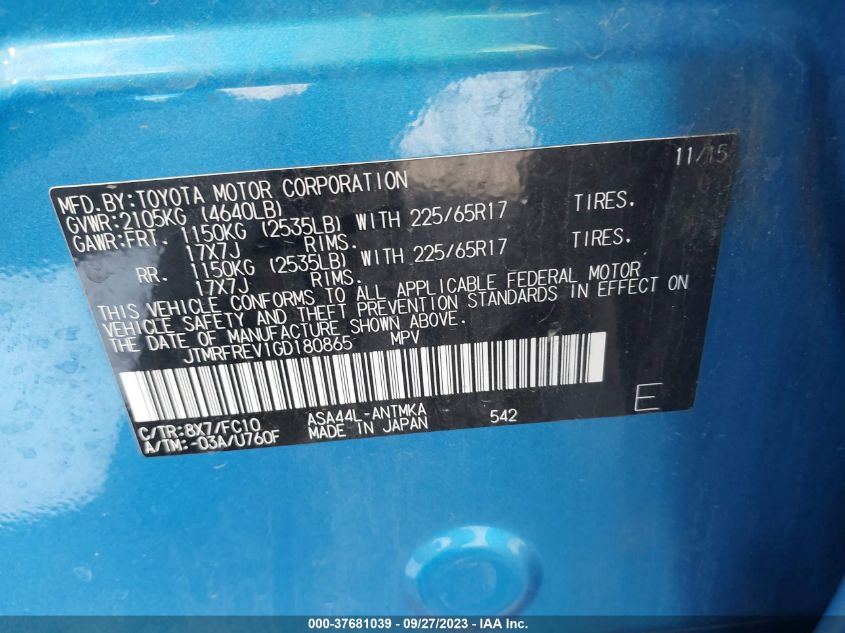 11/15
MFD.BY:TOYOTA MOTOR CORPORATION
GVWR:2105KG (4640LB)
GAWR:FRT. 1150KG (2535LB) WITH 225/65R17 TIRES.
17X7J RIMS.
RR. 1150KG (2535LB) WITH 225/65R17 TIRES.
17X7J RIMS.
THIS VEHICLE CONFORMS TO ALL APPLICABLE FEDERAL MOTOR
VEHICLE SAFETY AND THEFT PREVENTION STANDARDS IN EFFECT ON
THE DATE OF MANUFACTURE SHOWN ABOVE.
JTMRFREV1GD180865 MPV
C/TR:8X7/FC10 ASA44L-ANTMKA 542 E
A/TM:-03A/U760F MADE IN JAPAN
000-37681039 - 09/27/2023 - WWW.IAAI.COM